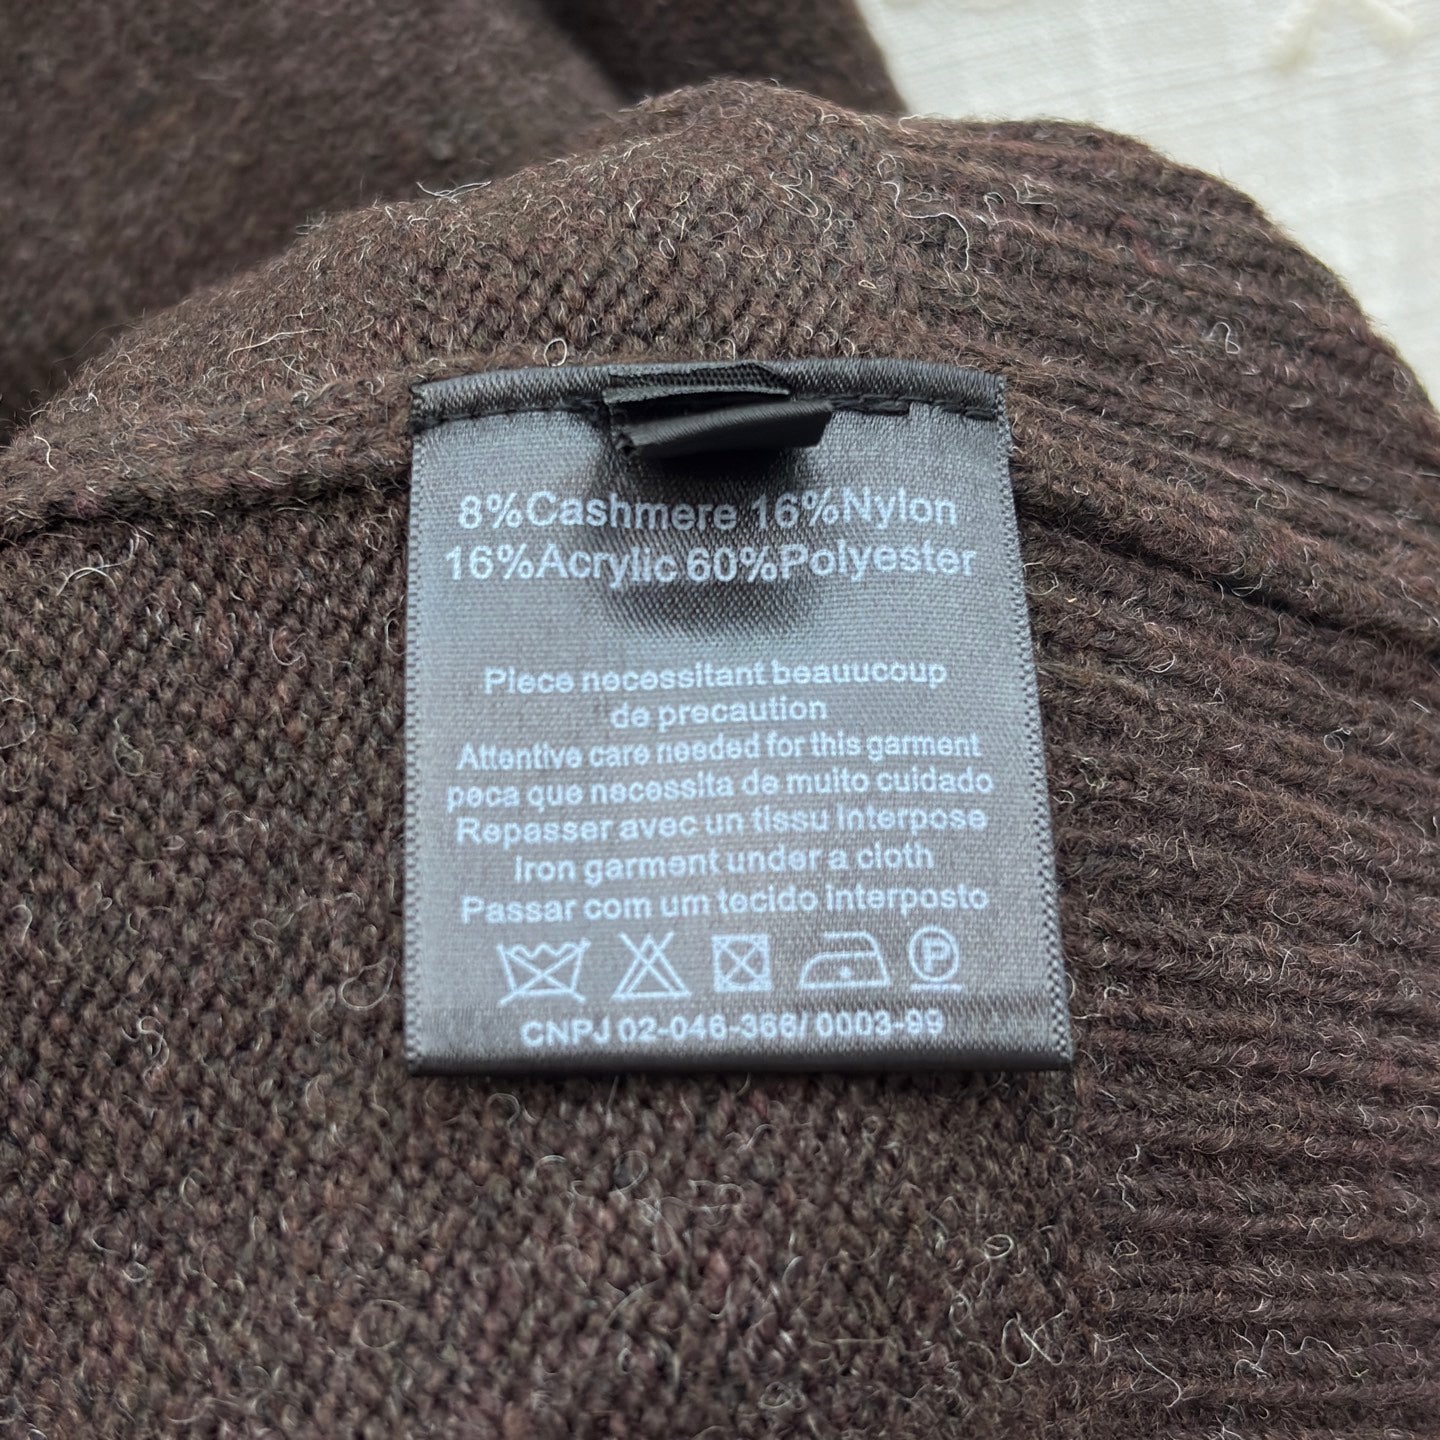 8%Cashmere 16%Nylon
16%Acrylic 60%Polyester
Piece necessitant beauucoup
de precaution
Attentive care needed for this garment
peca que necessita de muito cuidado
Repasser avec un tissu Interpose
Iron garment under a cloth
Passar com um tecido Interposto
P
CNPJ 02-046-366/ 0003-99